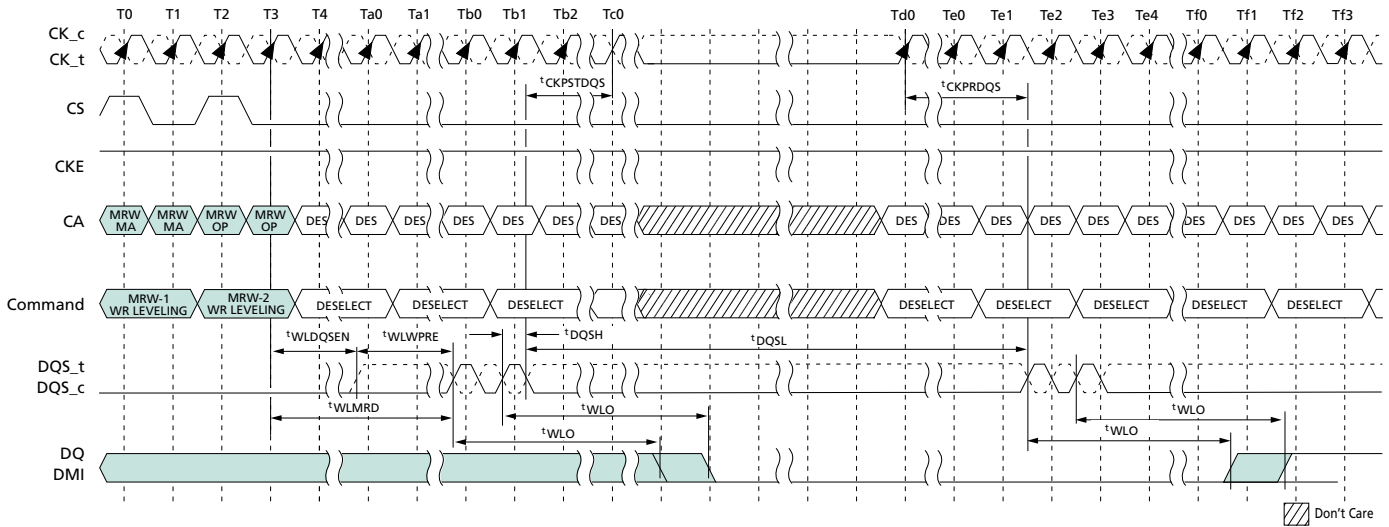 T0 T1 T2 T3 T4 Ta0 Ta1 Tb0 Tb1 Tb2 Tc0 Td0 Te0 Te1 Te2 Te3 Te4 Tf0 Tf1 Tf2 Tf3
CK_c
CK_t
tCKPSTDQS
tCKPRDQS
CS
CKE
CA
MRW MA
MRW MA
MRW OP
MRW OP
DES DES DES DES DES DES DES DES DES DES DES DES DES DES DES DES DES
Command
MRW-1 WR LEVELING
MRW-2 WR LEVELING
DESELECT DESELECT DESELECT DESELECT DESELECT DESELECT DESELECT DESELECT
tWLDQSEN
tWLWPRE
tDQSH
tDQSL
DQS_t
DQS_c
tWLMRD
tWLO
tWLO
tWLO
tWLO
DQ
DMI
Don't Care